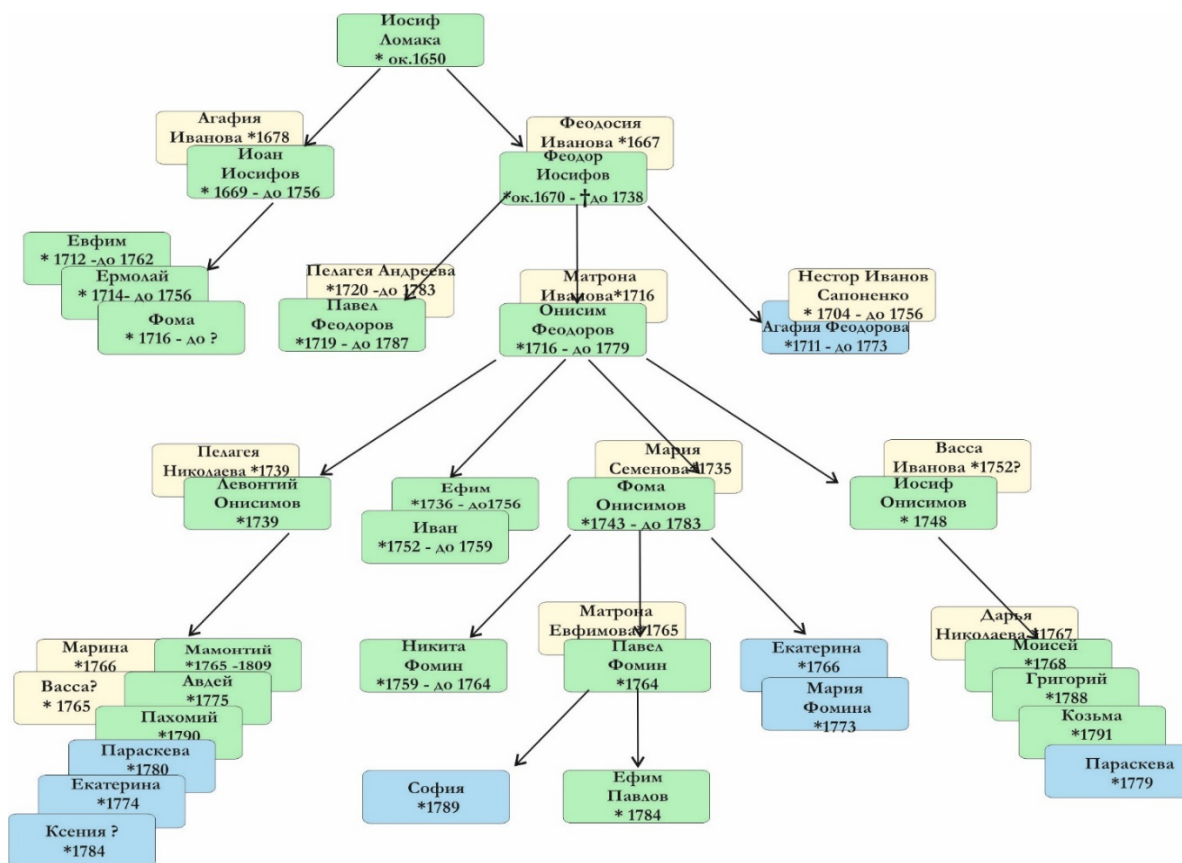 Иосиф
Ломака
* ок.1650
Агафия
Иванова *1678
Иоан
Иосифов
* 1669 - до 1756
Феодосия
Иванова *1667
Феодор
Иосифов
*ок.1670 - †до 1738
Евфим
* 1712 -до 1762
Ермолай
* 1714- до 1756
Фома
* 1716 - до ?
Пелагея Андреева
*1720 -до 1783
Павел
Феодоров
*1719 - до 1787
Матрона
Иванова*1716
Онисим
Феодоров
*1716 - до 1779
Нестор Иванов
Сапоненко
* 1704 - до 1756
Агафия Феодорова
*1711 - до 1773
Пелагея
Николаева *1739
Левонтий
Онисимов
*1739
Ефим
*1736 - до1756
Иван
*1752 - до 1759
Мария
Семенова*1735
Фома
Онисимов
*1743 - до 1783
Васса
Иванова *1752?
Иосиф
Онисимов
* 1748
Марина
*1766
Васса?
* 1765
Мамонтий
*1765 -1809
Авдей
*1775
Пахомий
*1790
Параскева
*1780
Екатерина
*1774
Ксения ?
*1784
Никита
Фомин
*1759 - до 1764
Матрона
Евфимова*1765
Павел
Фомин
*1764
Екатерина
*1766
Мария
Фомина
*1773
София
*1789
Ефим
Павлов
* 1784
Дарья
Николаева 1767
Моисей
*1768
Григорий
*1788
Козьма
*1791
Параскева
*1779